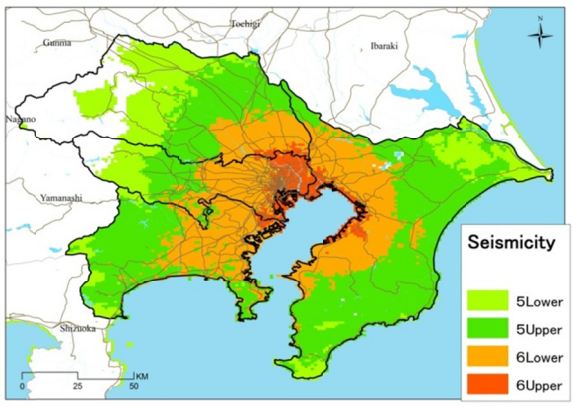 Tochigi
N
Gunma
Ibaraki
Nagano
Yamanashi
Seismicity
5Lower
5Upper
6Lower
6Upper
Shizuoka
KM
0 25 50